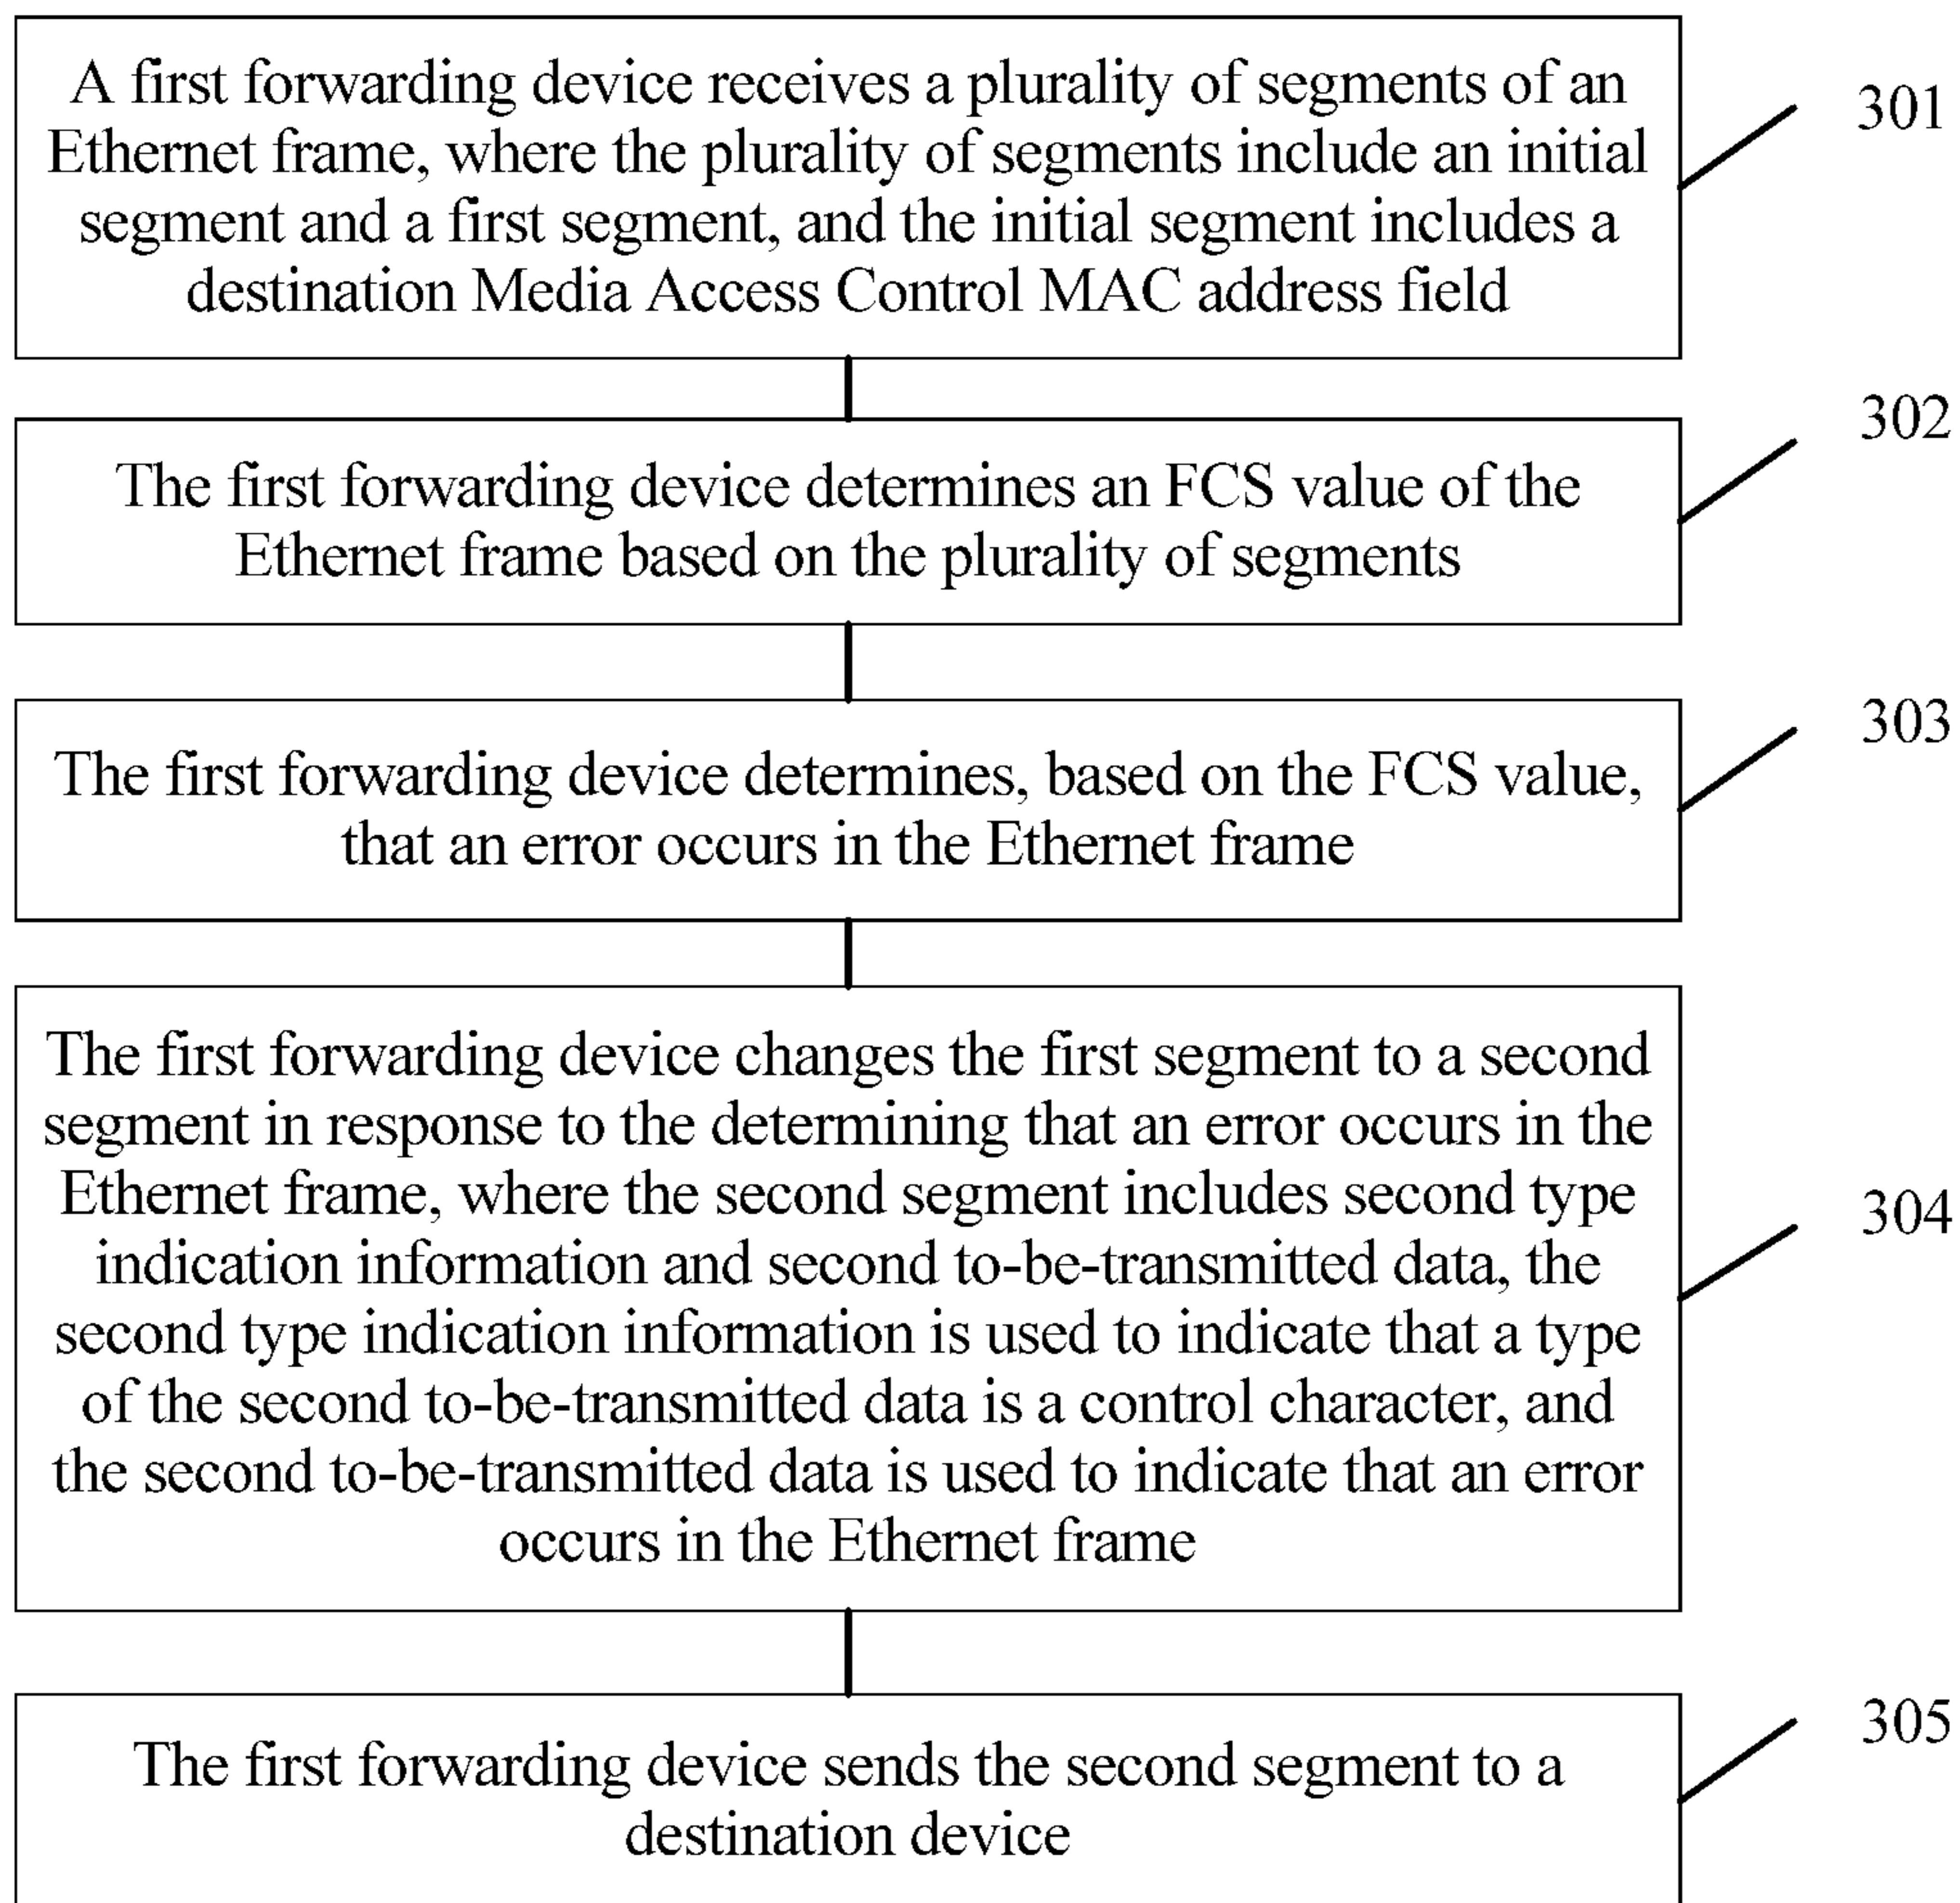 A first forwarding device receives a plurality of segments of an
Ethernet frame, where the plurality of segments include an initial
segment and a first segment, and the initial segment includes a
destination Media Access Control MAC address field
301
The first forwarding device determines an FCS value of the
Ethernet frame based on the plurality of segments
302
The first forwarding device determines, based on the FCS value,
that an error occurs in the Ethernet frame
303
The first forwarding device changes the first segment to a second
segment in response to the determining that an error occurs in the
Ethernet frame, where the second segment includes second type
indication information and second to-be-transmitted data, the
second type indication information is used to indicate that a type
of the second to-be-transmitted data is a control character, and
the second to-be-transmitted data is used to indicate that an error
occurs in the Ethernet frame
304
The first forwarding device sends the second segment to a
destination device
305